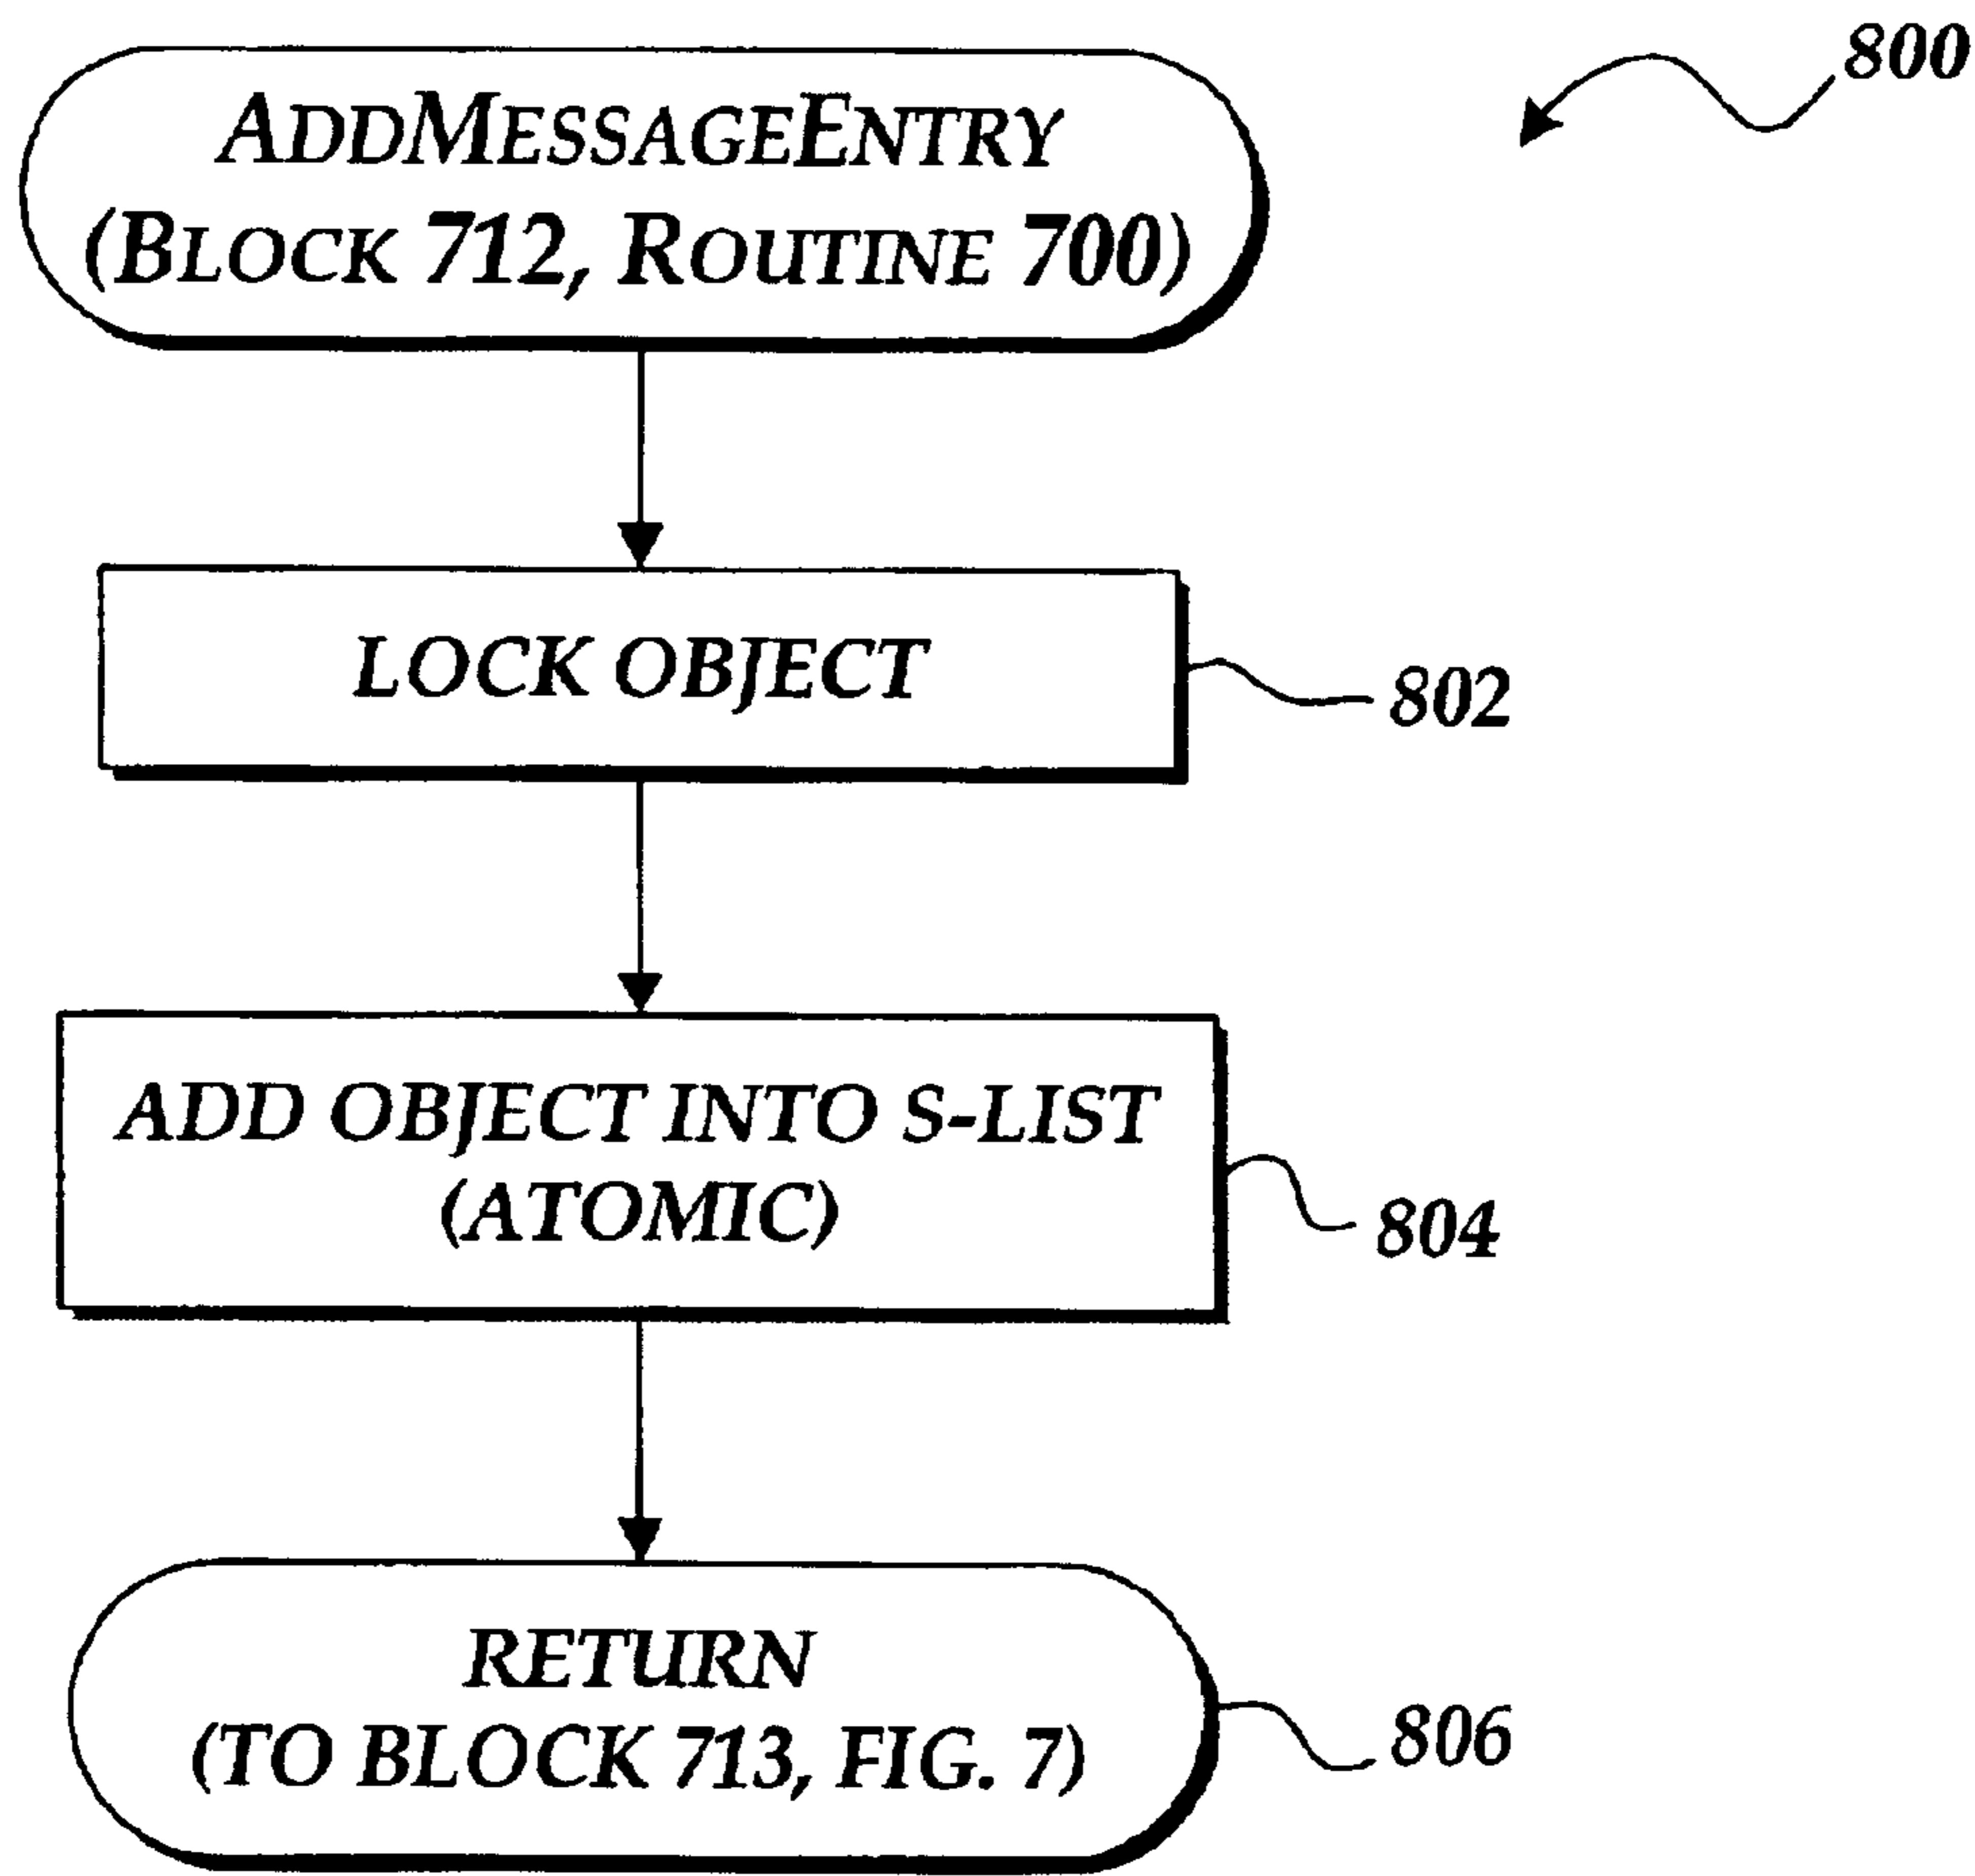 800
ADDMESSAGEENTRY
(BLOCK 712, ROUTINE 700)
LOCK OBJECT
802
ADD OBJECT INTO S-LIST
(ATOMIC)
804
RETURN
(TO BLOCK 713, FIG. 7)
806